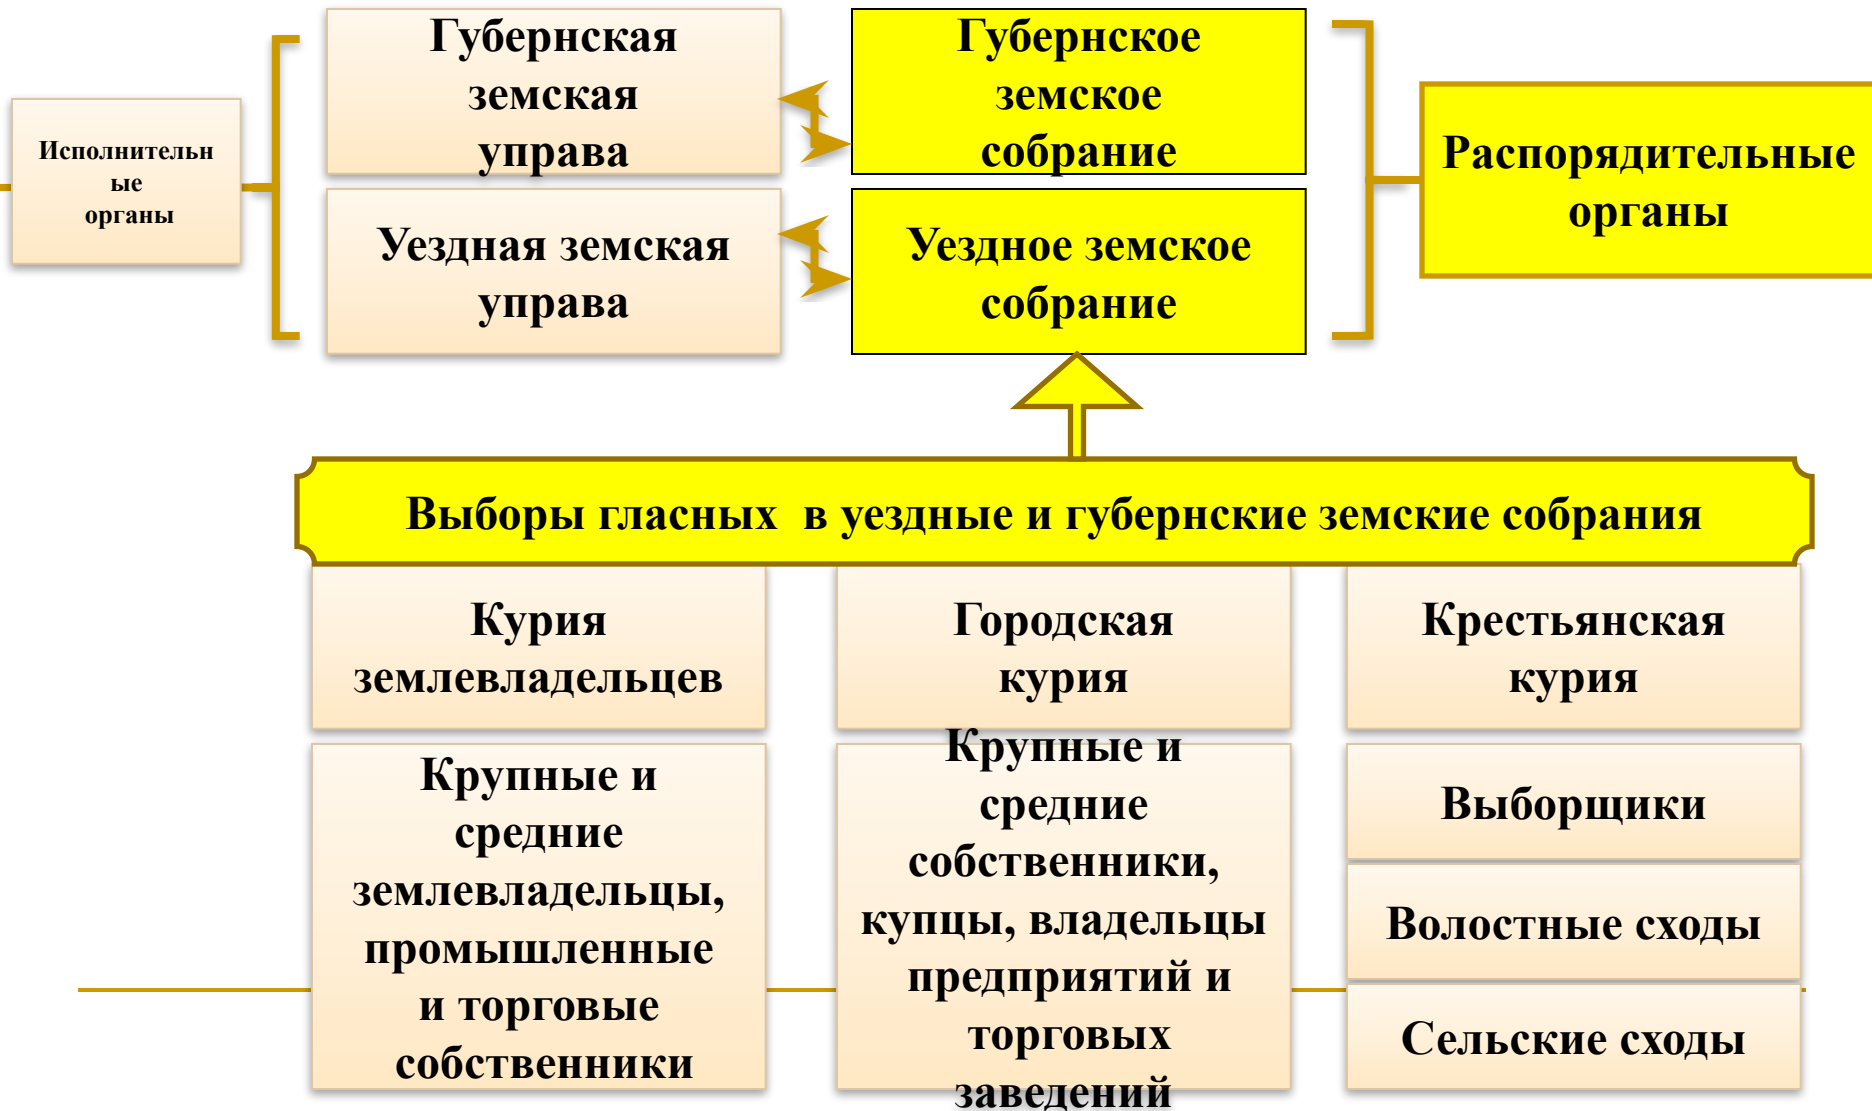 Губернская
земская
управа
Губернское
земское
собрание
Исполнительн
ые
органы
Распорядительные
органы
Уездная земская
управа
Уездное земское
собрание
Выборы гласных в уездные и губернские земские собрания
Курия
землевладельцев
Городская
курия
Крестьянская
курия
Крупные и
средние
землевладельцы,
промышленные
и торговые
собственники
Крупные и
средние
собственники,
купцы, владельцы
предприятий и
торговых
заведений
Выборщики
Волостные сходы
Сельские сходы